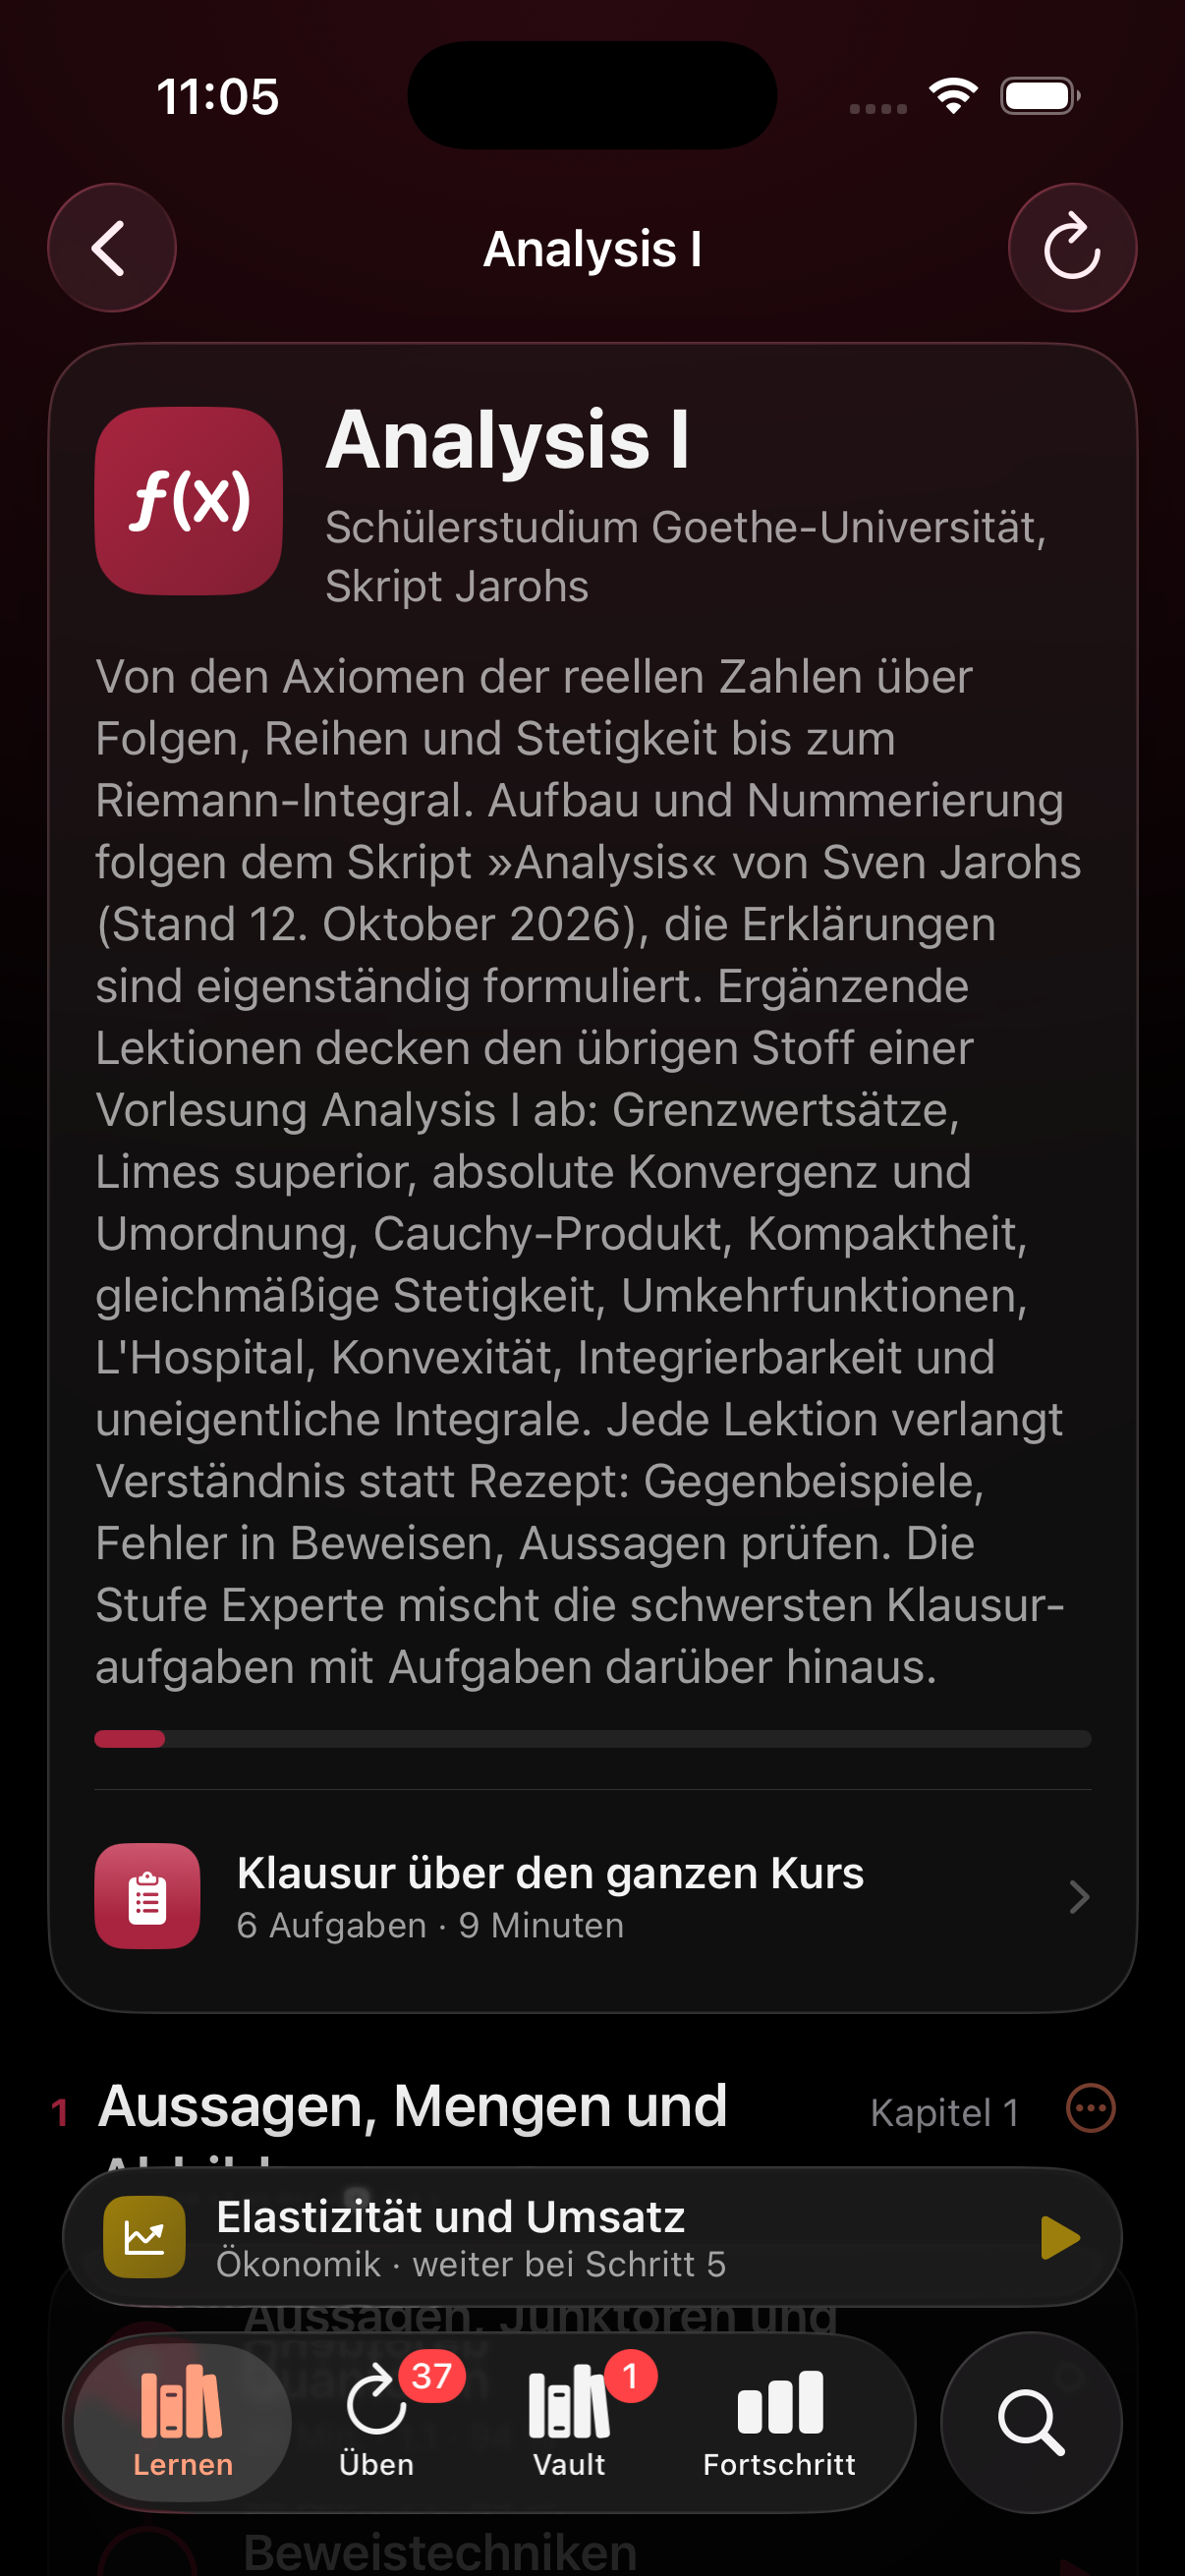 11:05
Analysis I
f(x)
Analysis I
Schülerstudium Goethe-Universität,
Skript Jarohs
Von den Axiomen der reellen Zahlen über
Folgen, Reihen und Stetigkeit bis zum
Riemann-Integral. Aufbau und Nummerierung
folgen dem Skript »Analysis« von Sven Jarohs
(Stand 12. Oktober 2026), die Erklärungen
sind eigenständig formuliert. Ergänzende
Lektionen decken den übrigen Stoff einer
Vorlesung Analysis I ab: Grenzwertsätze,
Limes superior, absolute Konvergenz und
Umordnung, Cauchy-Produkt, Kompaktheit,
gleichmäßige Stetigkeit, Umkehrfunktionen,
L'Hospital, Konvexität, Integrierbarkeit und
uneigentliche Integrale. Jede Lektion verlangt
Verständnis statt Rezept: Gegenbeispiele,
Fehler in Beweisen, Aussagen prüfen. Die
Stufe Experte mischt die schwersten Klausur-
aufgaben mit Aufgaben darüber hinaus.
Klausur über den ganzen Kurs
6 Aufgaben · 9 Minuten
1 Aussagen, Mengen und Kapitel 1
Elastizität und Umsatz
Ökonomik · weiter bei Schritt 5
Aussagen, Junktoren und
37
1
Lernen
Üben
Vault
Fortschritt
Beweistechniken